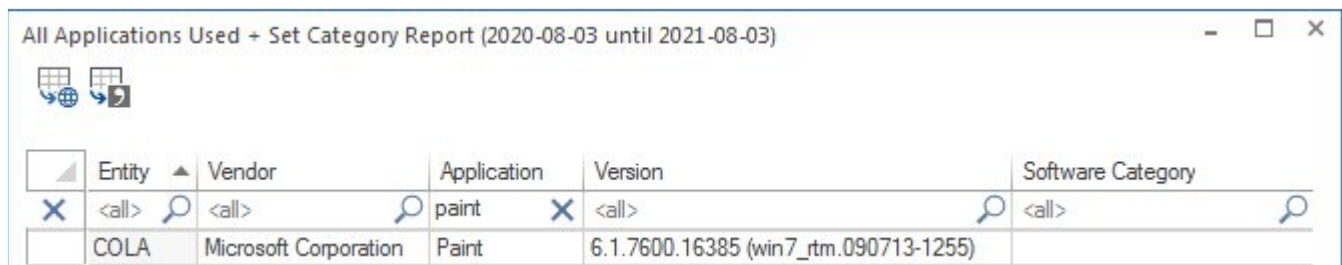 All Applications Used + Set Category Report (2020-08-03 until 2021-08-03)
Entity Vendor Application Version Software Category
<all> <all> paint <all> <all>
COLA Microsoft Corporation Paint 6.1.7600.16385 (win7_rtm.090713-1255)